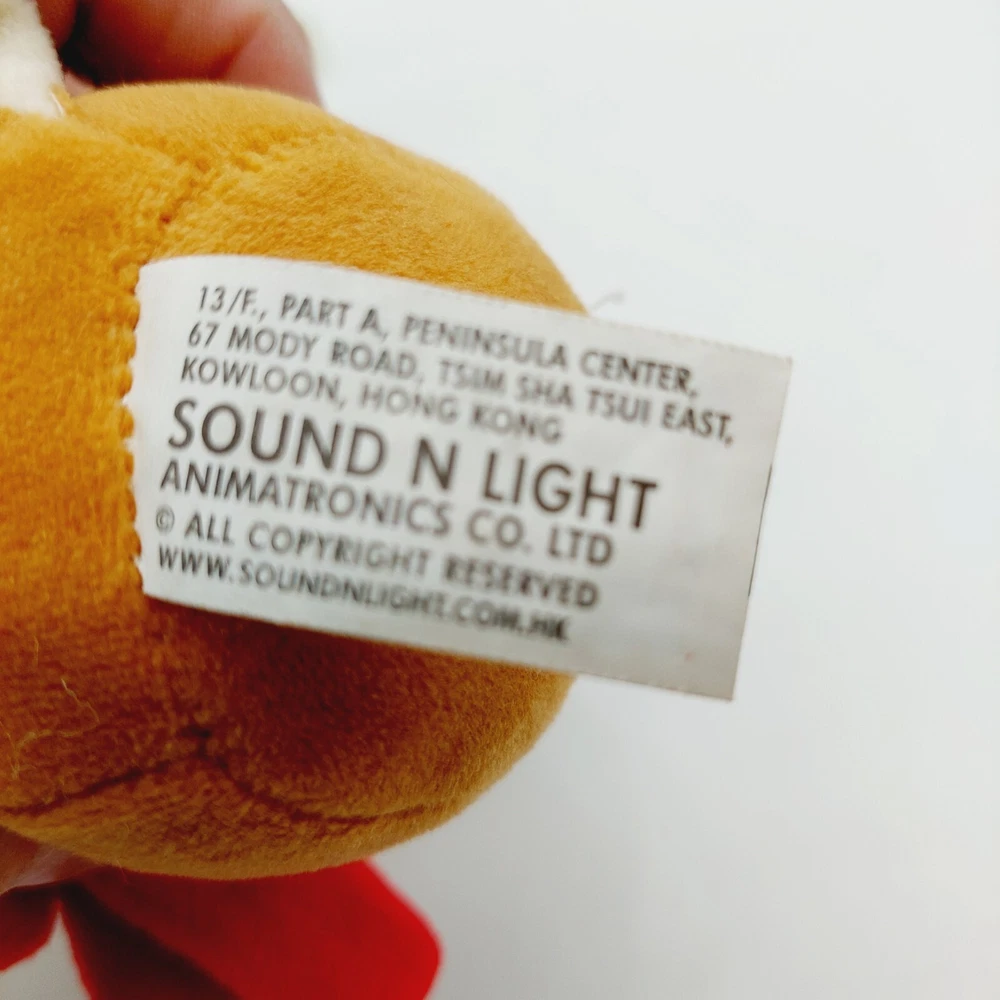 13/F., PART A, PENINSULA CENTER,
67 MODY ROAD, TSIM SHA TSUI EAST,
KOWLOON, HONG KONG
SOUND N LIGHT
ANIMATRONICS CO. LTD
© ALL COPYRIGHT RESERVED
WWW.SOUNDNLIGHT.COM.HK